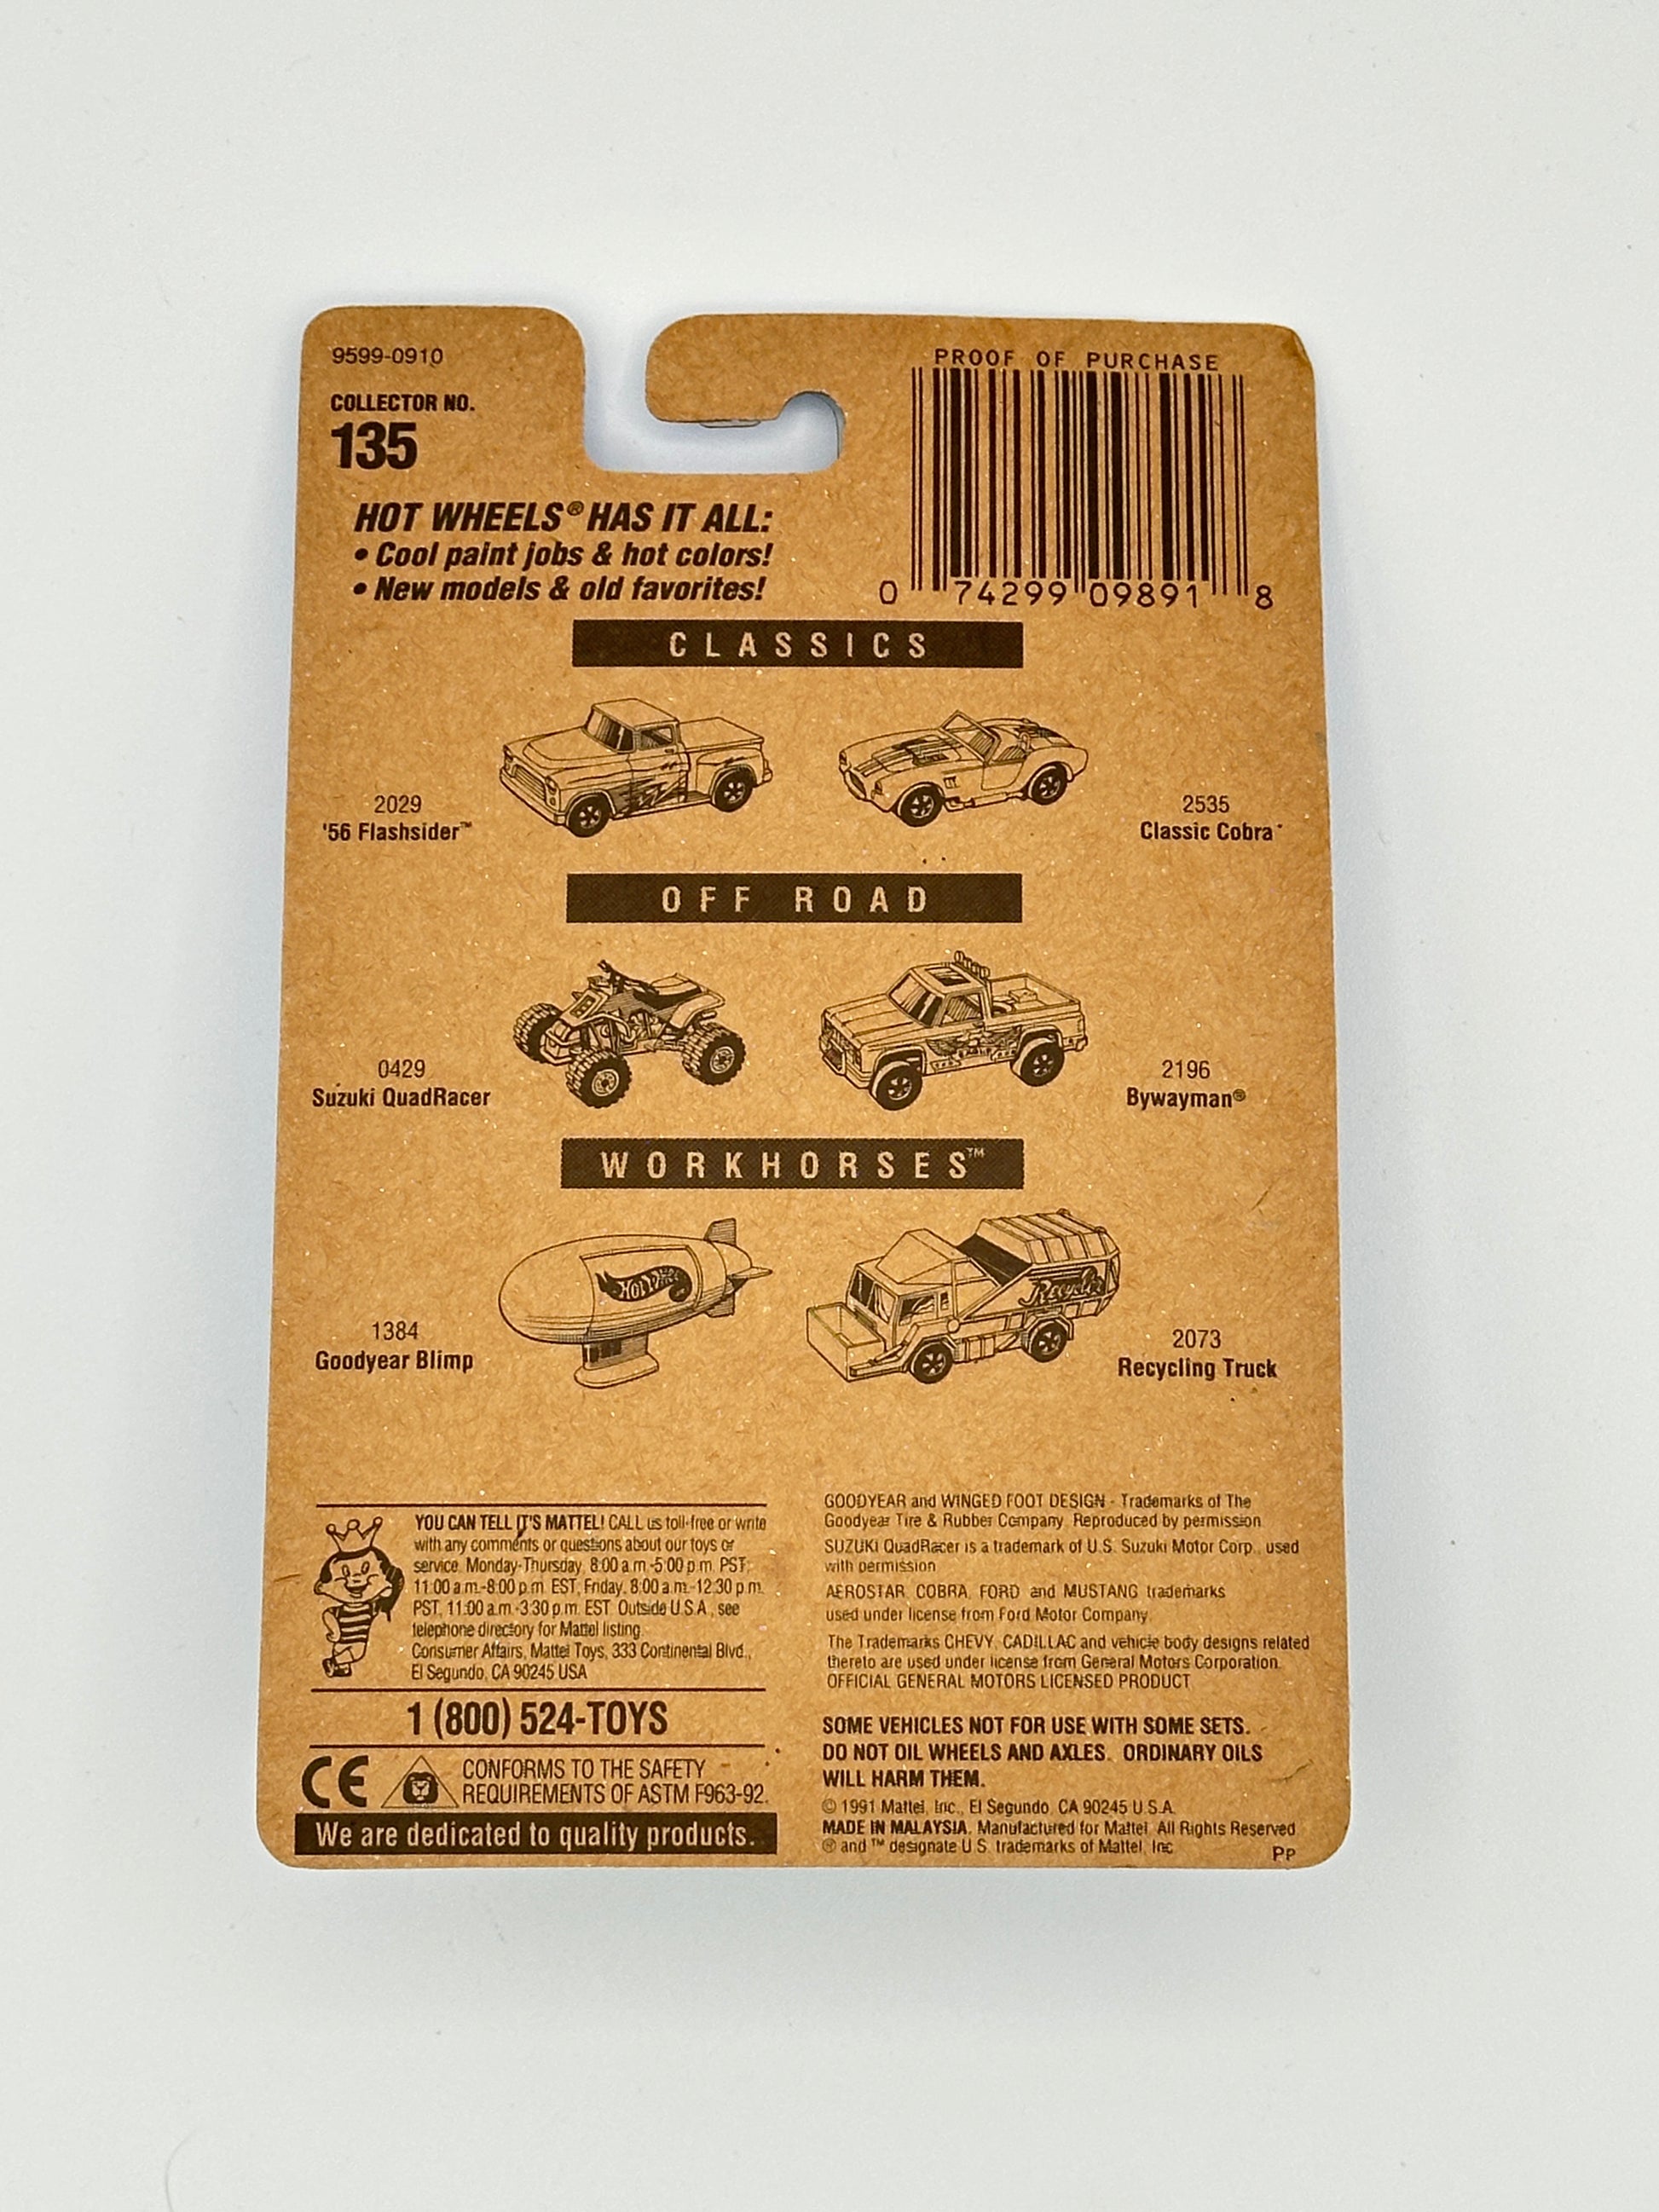 9599-0910
COLLECTOR NO.
135
PROOF OF PURCHASE
0 74299 09891 8
HOT WHEELS® HAS IT ALL:
• Cool paint jobs & hot colors!
• New models & old favorites!
CLASSICS
2029
'56 Flashsider™
2535
Classic Cobra
OFF ROAD
0429
Suzuki QuadRacer
2196
Bywayman®
WORKHORSES™
HOT WHEELS
1384
Goodyear Blimp
Recycler
2073
Recycling Truck
YOU CAN TELL IT'S MATTEL! CALL us toll-free or write
with any comments or questions about our toys or
service. Monday-Thursday, 8:00 a.m.-5:00 p.m. PST;
11:00 a.m.-8:00 p.m. EST, Friday, 8:00 a.m.-12:30 p.m.
PST, 11:00 a.m.-3:30 p.m. EST. Outside U.S.A., see
telephone directory for Mattel listing.
Consumer Affairs, Mattel Toys, 333 Continental Blvd.,
El Segundo, CA 90245 USA
1 (800) 524-TOYS
CE
CONFORMS TO THE SAFETY
REQUIREMENTS OF ASTM F963-92.
We are dedicated to quality products.
GOODYEAR and WINGED FOOT DESIGN - Trademarks of The
Goodyear Tire & Rubber Company. Reproduced by permission.
SUZUKI QuadRacer is a trademark of U.S. Suzuki Motor Corp., used
with permission.
AEROSTAR, COBRA, FORD and MUSTANG trademarks
used under license from Ford Motor Company.
The Trademarks CHEVY, CADILLAC and vehicle body designs related
thereto are used under license from General Motors Corporation.
OFFICIAL GENERAL MOTORS LICENSED PRODUCT
SOME VEHICLES NOT FOR USE WITH SOME SETS.
DO NOT OIL WHEELS AND AXLES. ORDINARY OILS
WILL HARM THEM.
© 1991 Mattel, Inc., El Segundo, CA 90245 U.S.A.
MADE IN MALAYSIA. Manufactured for Mattel. All Rights Reserved.
® and ™ designate U.S. trademarks of Mattel, Inc.
PP